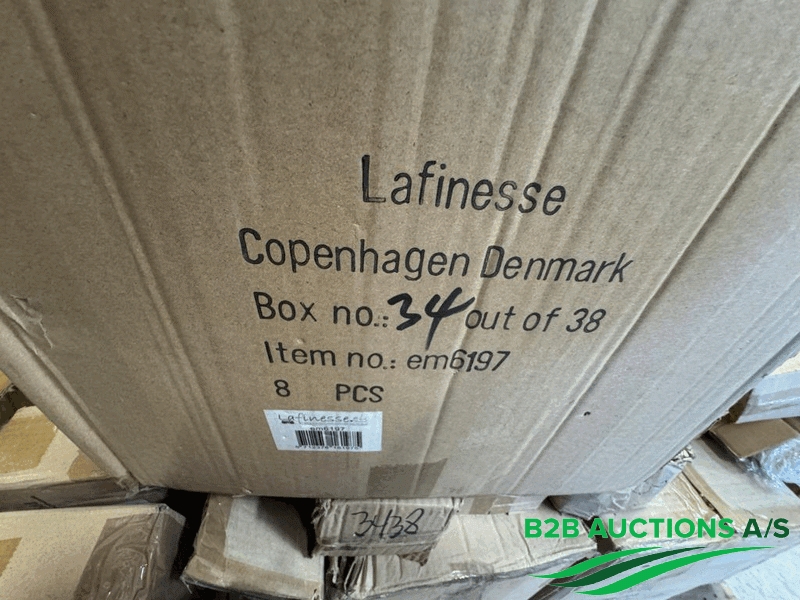 Lafinesse
Copenhagen Denmark
Box no.: 34 out of 38
Item no.: em6197
8 PCS
Lafinesse.dk
em6197
3438
B2B AUCTIONS A/S